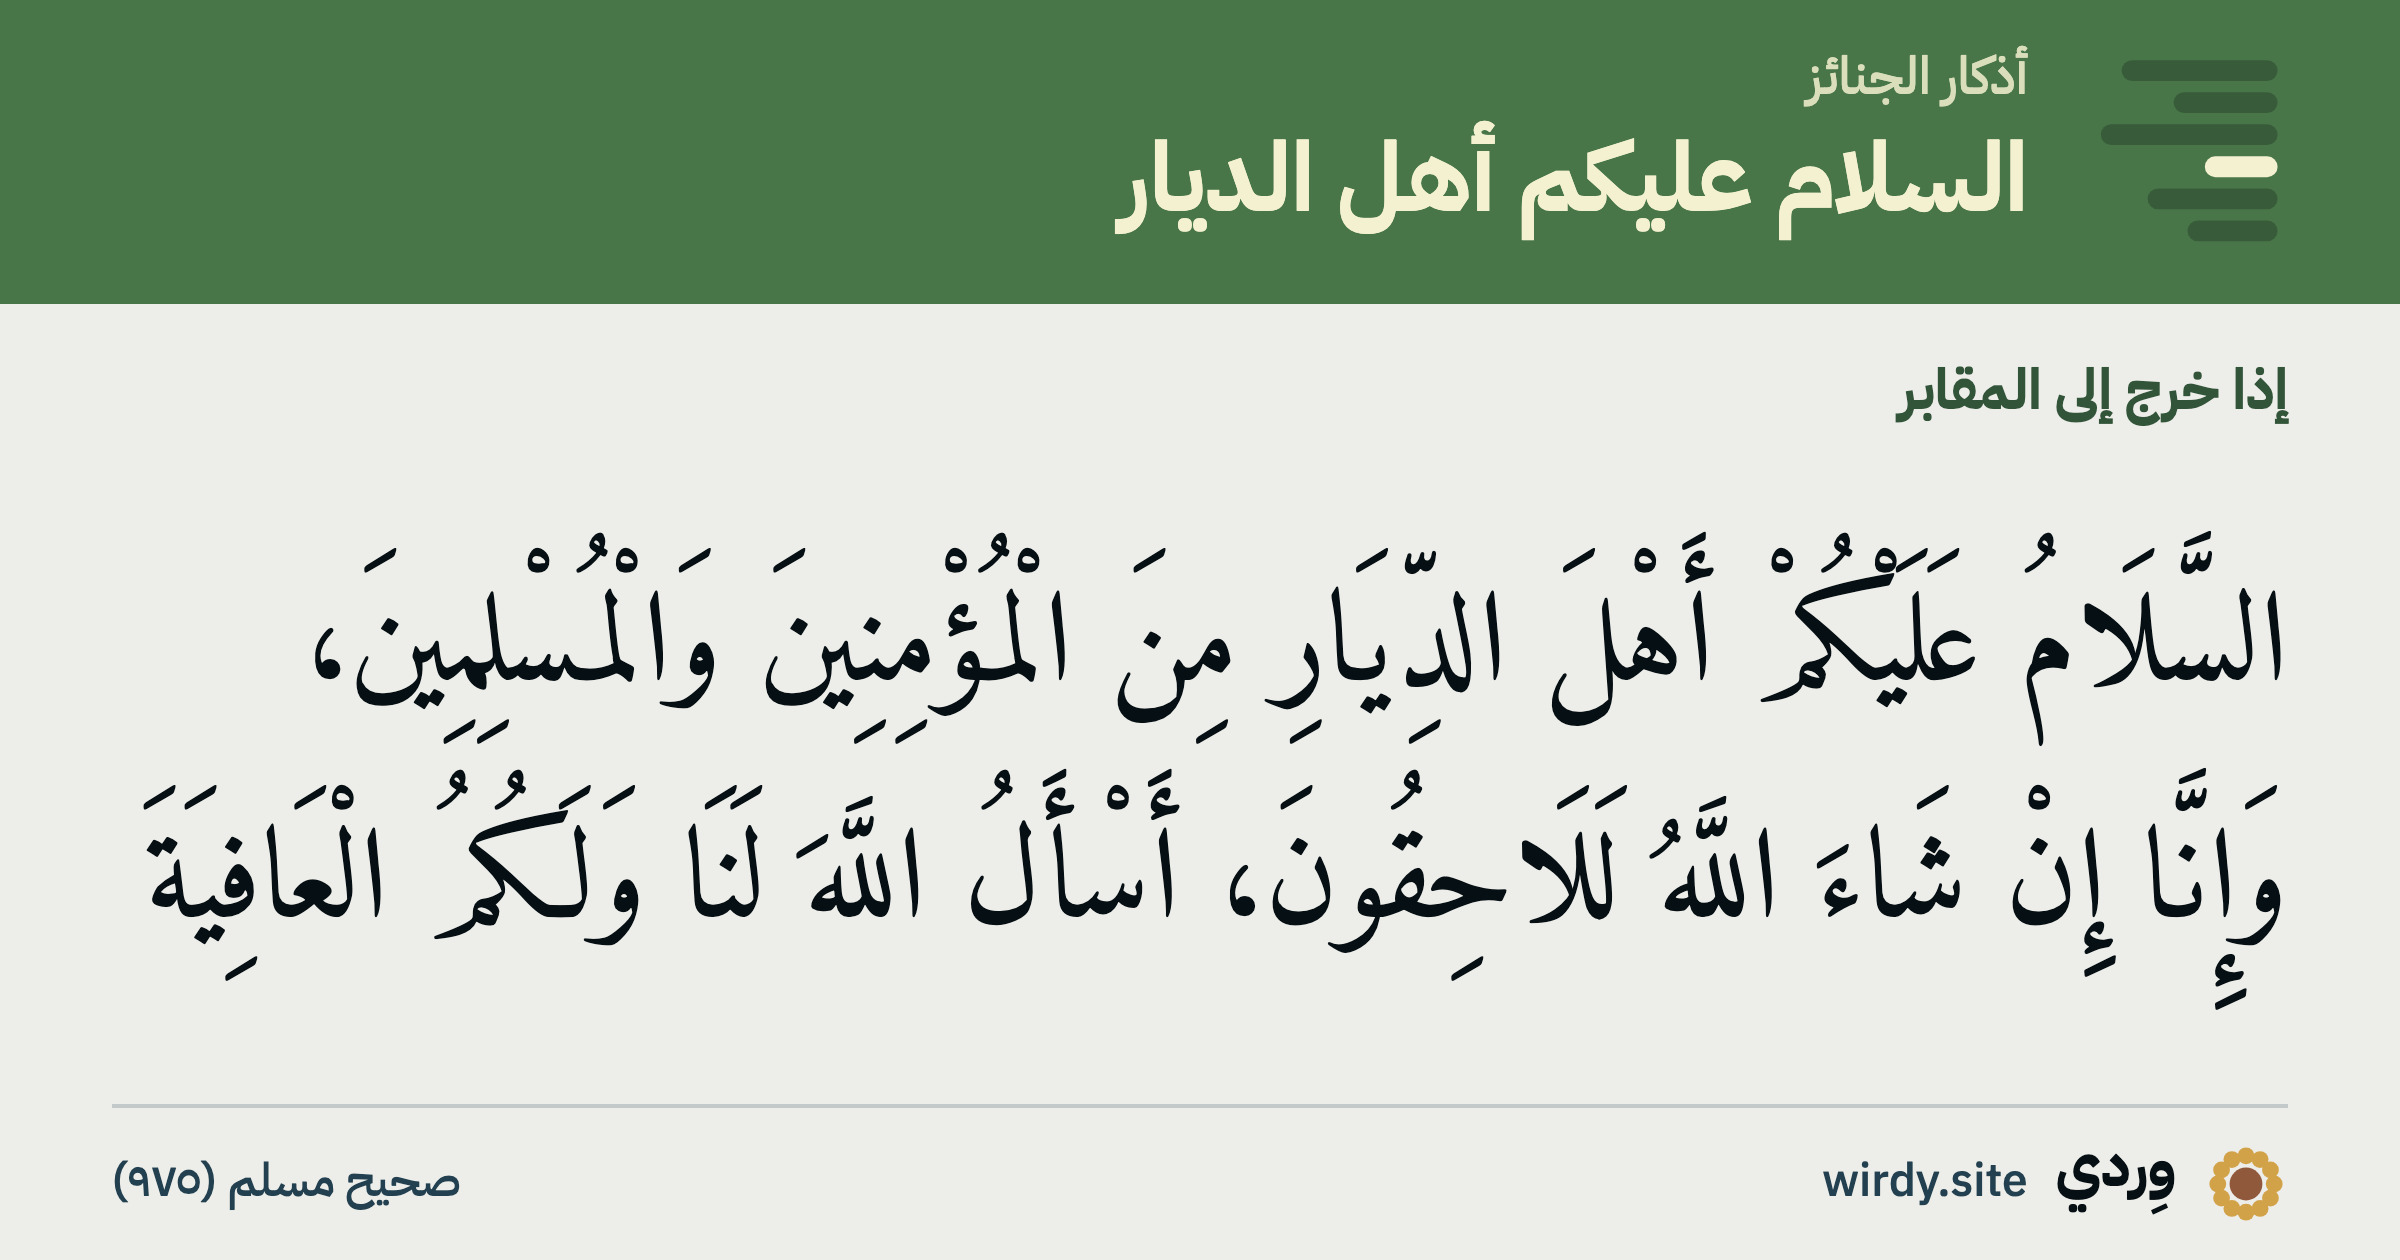 أذكار الجنائز
السلام عليكم أهل الديار
إذا خرج إلى المقابر
السَّلَامُ عَلَيْكُمْ أَهْلَ الدِّيَارِ مِنَ الْمُؤْمِنِينَ وَالْمُسْلِمِينَ،
وَإِنَّا إِنْ شَاءَ اللَّهُ لَلَاحِقُونَ، أَسْأَلُ اللَّهَ لَنَا وَلَكُمُ الْعَافِيَةَ
وِردي wirdy.site
صحيح مسلم (٩٧٥)